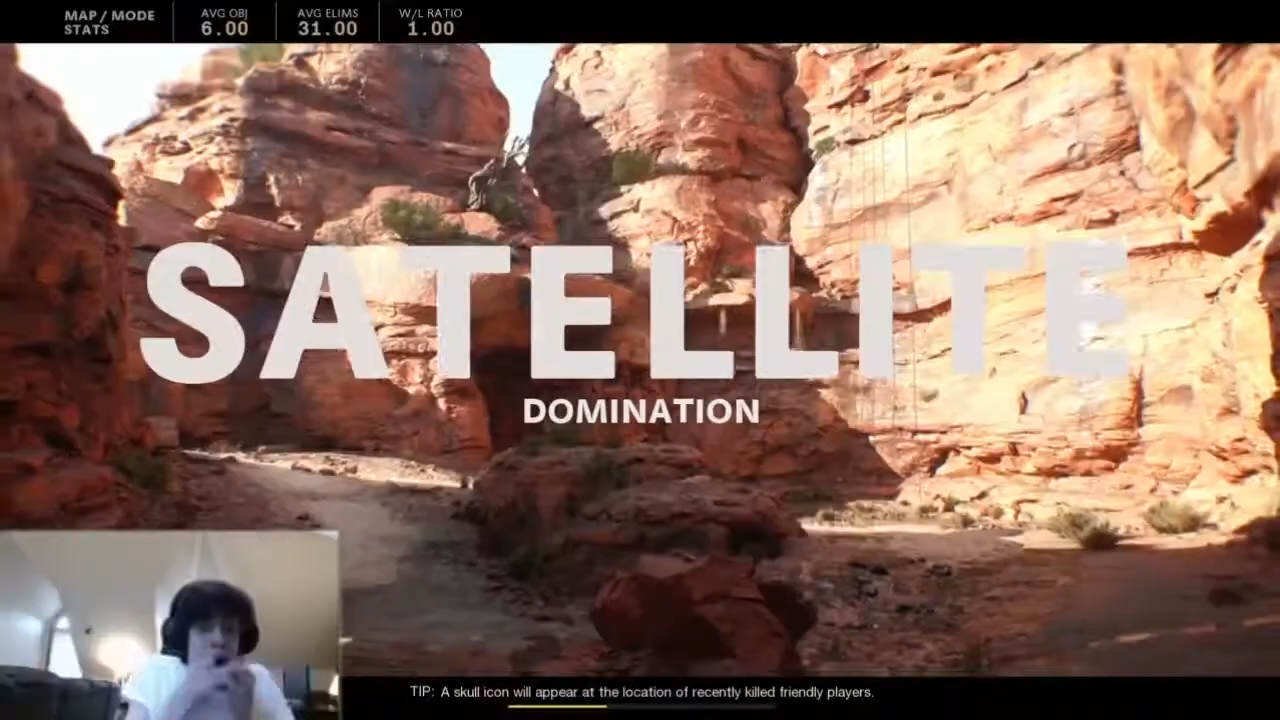 MAP / MODE
STATS
AVG OBJ
6.00
AVG ELIMS
31.00
W/L RATIO
1.00
SATELLITE
DOMINATION
TIP: A skull icon will appear at the location of recently killed friendly players.